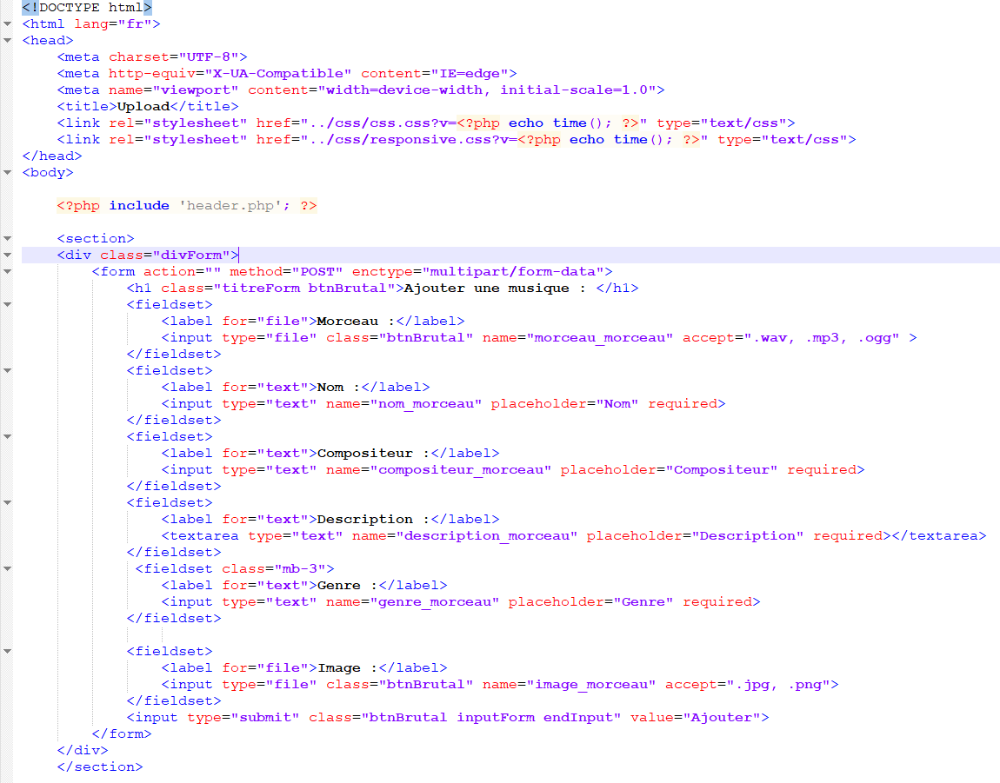 <!DOCTYPE html>
<html lang="fr">
<head>
    <meta charset="UTF-8">
    <meta http-equiv="X-UA-Compatible" content="IE=edge">
    <meta name="viewport" content="width=device-width, initial-scale=1.0">
    <title>Upload</title>
    <link rel="stylesheet" href="../css/css.css?v=<?php echo time(); ?>" type="text/css">
    <link rel="stylesheet" href="../css/responsive.css?v=<?php echo time(); ?>" type="text/css">
</head>
<body>

    <?php include 'header.php'; ?>

    <section>
    <div class="divForm">
        <form action="" method="POST" enctype="multipart/form-data">
            <h1 class="titreForm btnBrutal">Ajouter une musique : </h1>
            <fieldset>
                <label for="file">Morceau :</label>
                <input type="file" class="btnBrutal" name="morceau_morceau" accept=".wav, .mp3, .ogg" >
            </fieldset>
            <fieldset>
                <label for="text">Nom :</label>
                <input type="text" name="nom_morceau" placeholder="Nom" required>
            </fieldset>
            <fieldset>
                <label for="text">Compositeur :</label>
                <input type="text" name="compositeur_morceau" placeholder="Compositeur" required>
            </fieldset>
            <fieldset>
                <label for="text">Description :</label>
                <textarea type="text" name="description_morceau" placeholder="Description" required></textarea>
            </fieldset>
             <fieldset class="mb-3">
                <label for="text">Genre :</label>
                <input type="text" name="genre_morceau" placeholder="Genre" required>
            </fieldset>

            <fieldset>
                <label for="file">Image :</label>
                <input type="file" class="btnBrutal" name="image_morceau" accept=".jpg, .png">
            </fieldset>
            <input type="submit" class="btnBrutal inputForm endInput" value="Ajouter">
        </form>
    </div>
    </section>